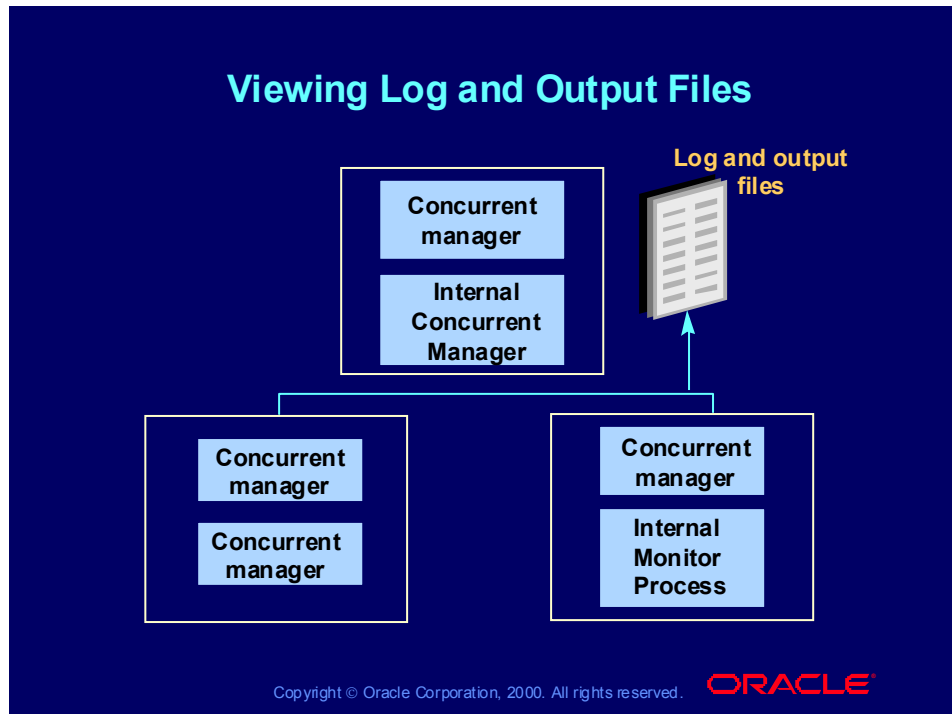 Viewing Log and Output Files
Log and output
files
Concurrent
manager
Internal
Concurrent
Manager
Concurrent
manager
Concurrent
manager
Concurrent
manager
Internal
Monitor
Process
Copyright © Oracle Corporation, 2000. All rights reserved.
ORACLE®